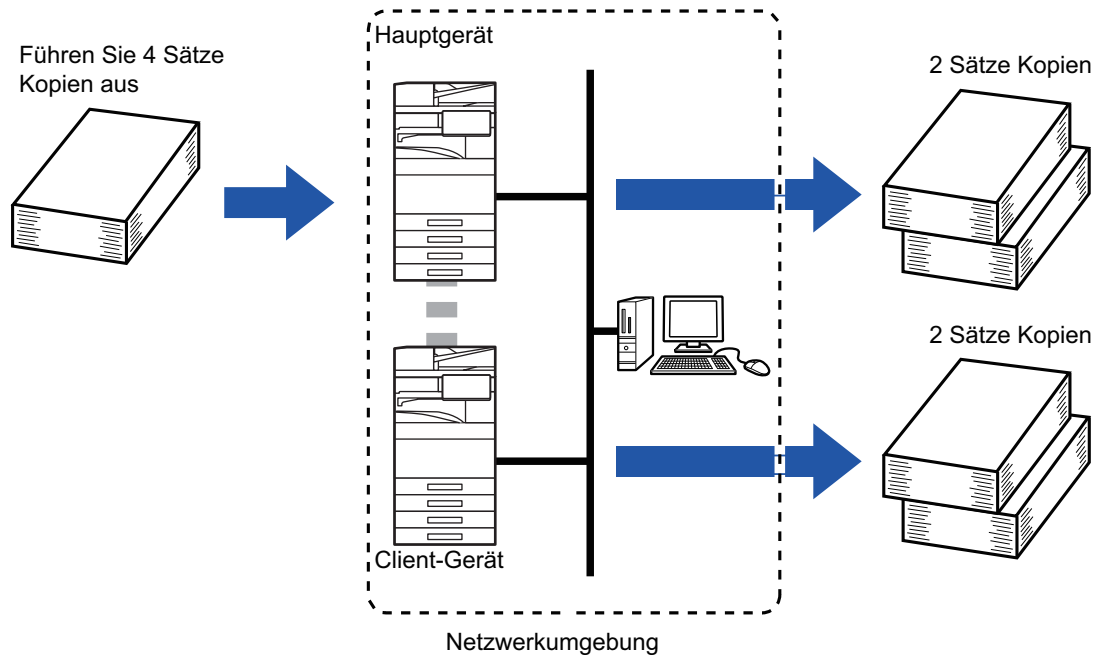 Führen Sie 4 Sätze
Kopien aus
Hauptgerät
2 Sätze Kopien
2 Sätze Kopien
Client-Gerät
Netzwerkumgebung